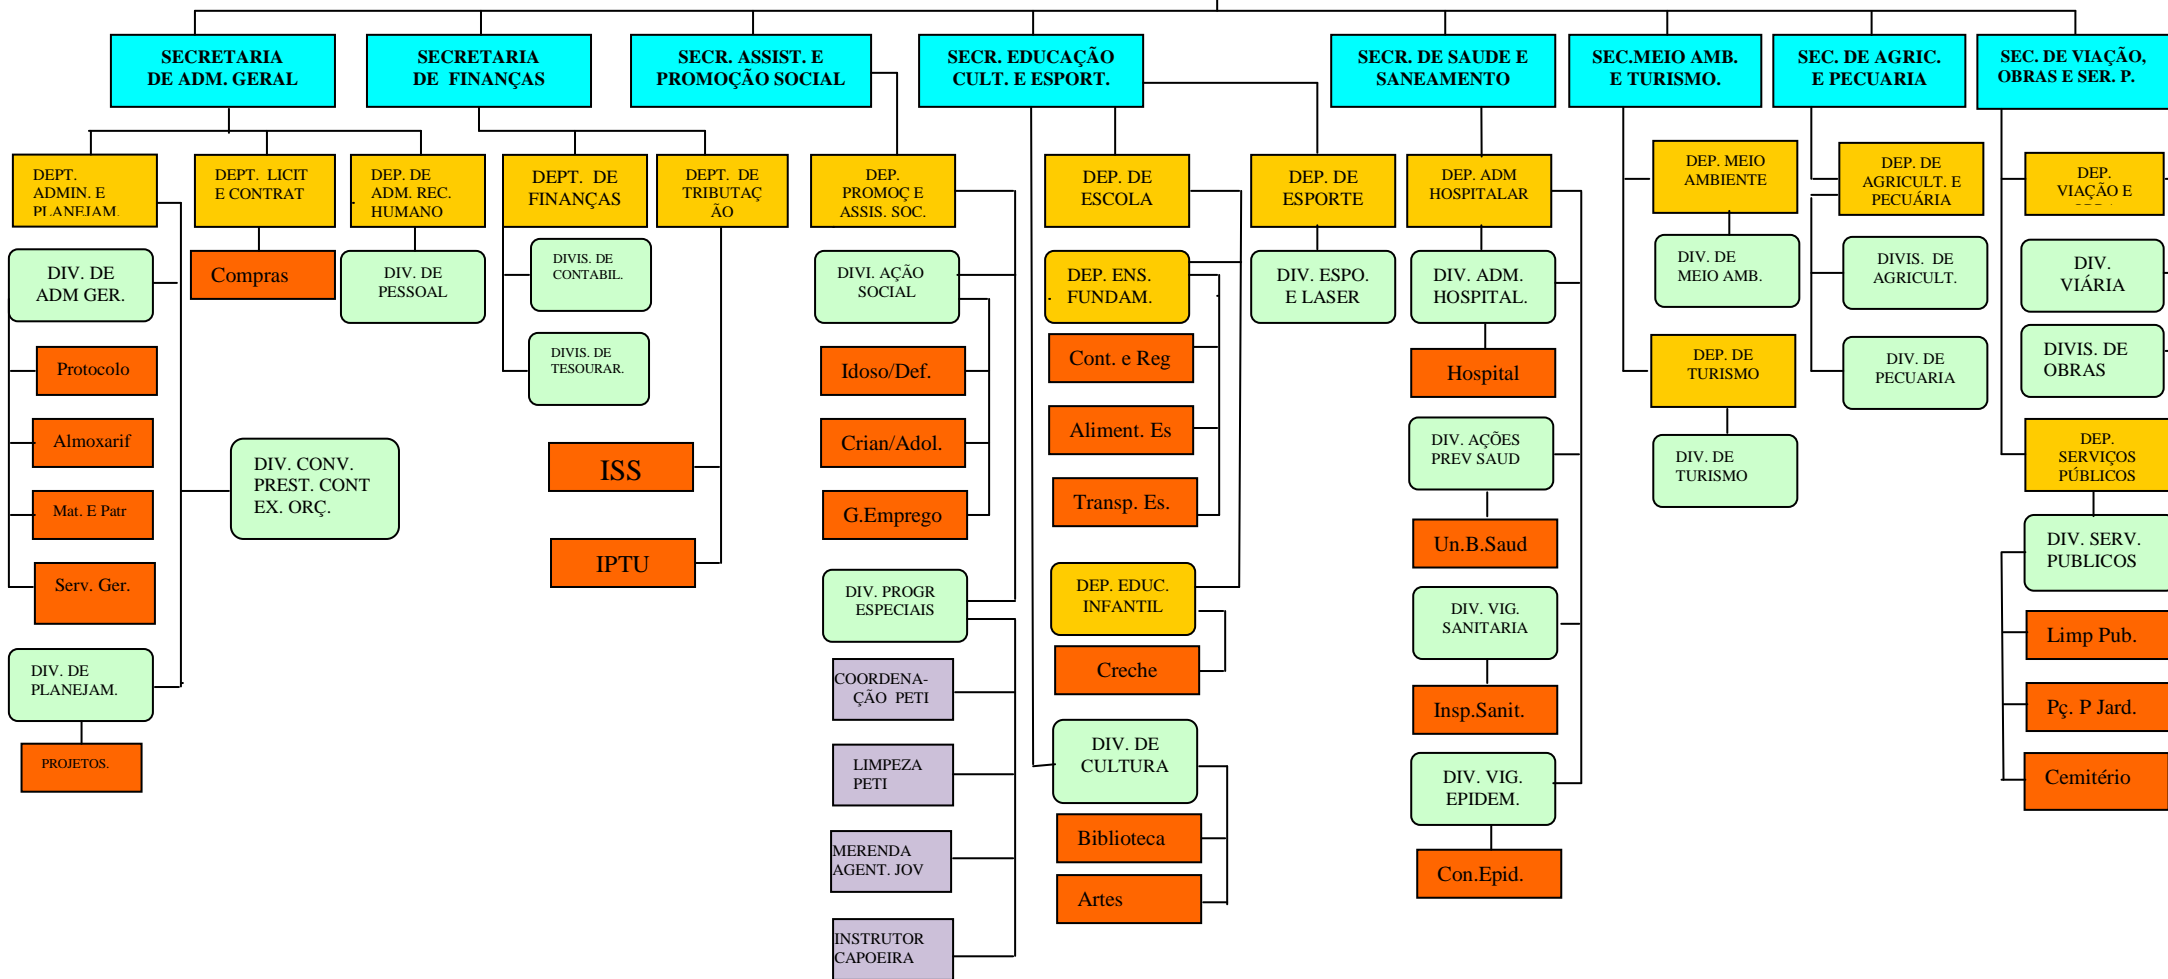 SECRETARIA
DE ADM. GERAL
SECRETARIA
DE FINANÇAS
SECR. ASSIST. E
PROMOÇÃO SOCIAL
SECR. EDUCAÇÃO
CULT. E ESPORT.
SECR. DE SAUDE E
SANEAMENTO
SEC.MEIO AMB.
E TURISMO.
SEC. DE AGRIC.
E PECUARIA
SEC. DE VIAÇÃO,
OBRAS E SER. P.
DEPT.
ADMIN. E
PLANEJAM.
DEPT. LICIT
E CONTRAT
DEP. DE
ADM. REC.
HUMANO
DEPT. DE
FINANÇAS
DEPT. DE
TRIBUTAÇ
ÃO
DEP.
PROMOÇ E
ASSIS. SOC.
DEP. DE
ESCOLA
DEP. DE
ESPORTE
DEP. ADM
HOSPITALAR
DEP. MEIO
AMBIENTE
DEP. DE
AGRICULT. E
PECUÁRIA
DEP.
VIAÇÃO E
DIV. DE
ADM GER.
Compras
DIV. DE
PESSOAL
DIVIS. DE
CONTABIL.
DIVI. AÇÃO
SOCIAL
DEP. ENS.
FUNDAM.
DIV. ESPO.
E LASER
DIV. ADM.
HOSPITAL.
DIV. DE
MEIO AMB.
DIVIS. DE
AGRICULT.
DIV.
VIÁRIA
Protocolo
DIVIS. DE
TESOURAR.
Idoso/Def.
Cont. e Reg
Hospital
DEP. DE
TURISMO
DIV. DE
PECUARIA
DIVIS. DE
OBRAS
Almoxarif
DIV. CONV.
PREST. CONT
EX. ORÇ.
ISS
Crian/Adol.
Aliment. Es
DIV. AÇÕES
PREV SAUD
DIV. DE
TURISMO
DEP.
SERVIÇOS
PÚBLICOS
Mat. E Patr
G.Emprego
Transp. Es.
Un.B.Saud
DIV. SERV.
PUBLICOS
Serv. Ger.
IPTU
DIV. PROGR
ESPECIAIS
DEP. EDUC.
INFANTIL
DIV. VIG.
SANITARIA
Limp Pub.
DIV. DE
PLANEJAM.
COORDENA-
ÇÃO PETI
Creche
Insp.Sanit.
Pç. P Jard.
PROJETOS.
LIMPEZA
PETI
DIV. DE
CULTURA
DIV. VIG.
EPIDEM.
Cemitério
MERENDA
AGENT. JOV
Biblioteca
Con.Epid.
Artes
INSTRUTOR
CAPOEIRA